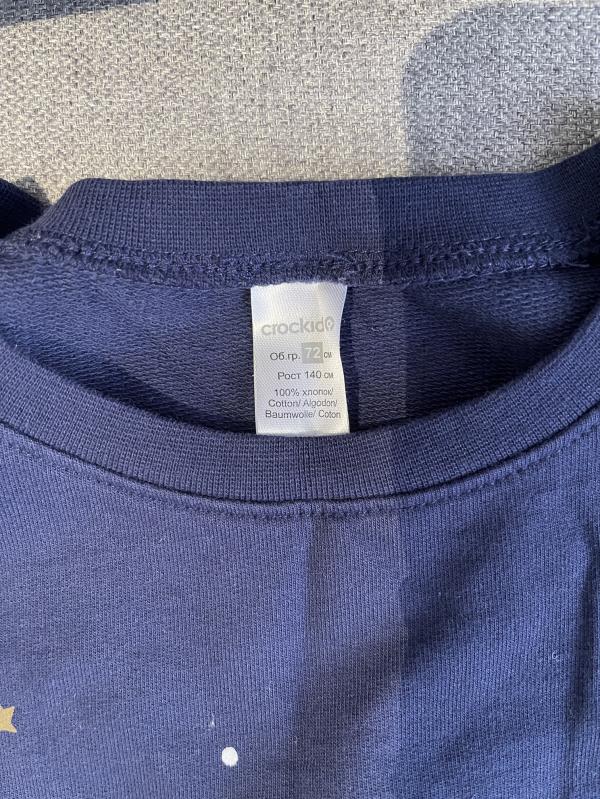 crockid
Об.гр. 72 см
Рост 140 см
100% хлопок/
Cotton/ Algodon/
Baumwolle/ Coton